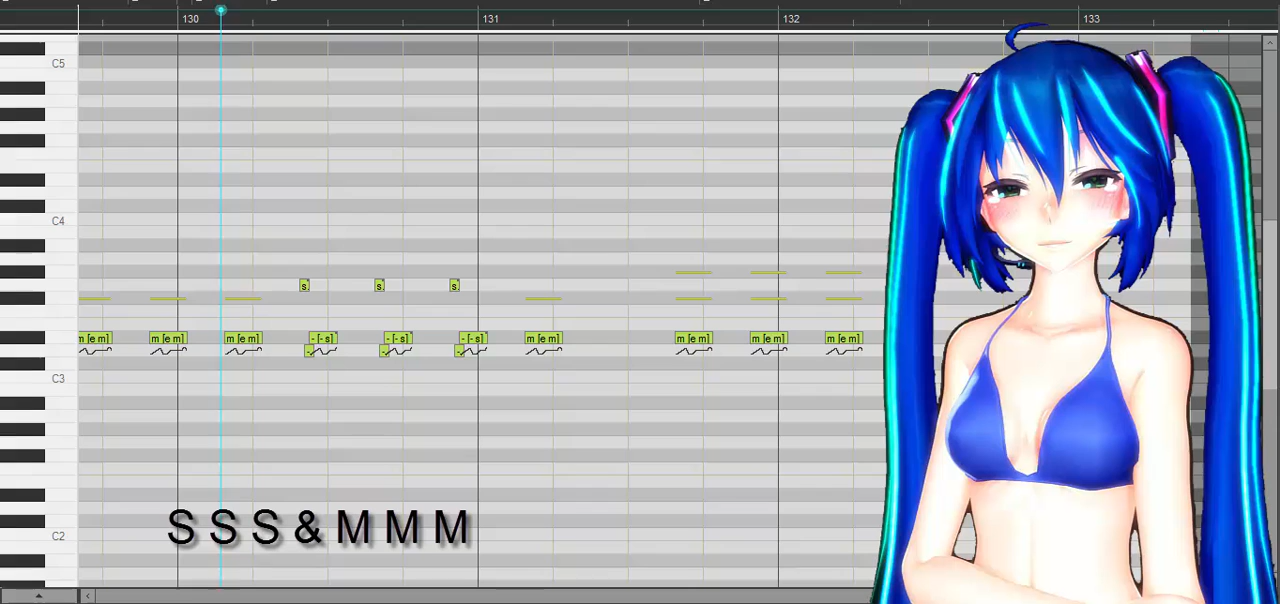 130 131 132 133
C5
C4
s s s
m [e m] m [e m] m [e m] - [- s] - [- s] - [- s] m [e m] m [e m] m [e m] m [e m]
C3
S S S & M M M
C2